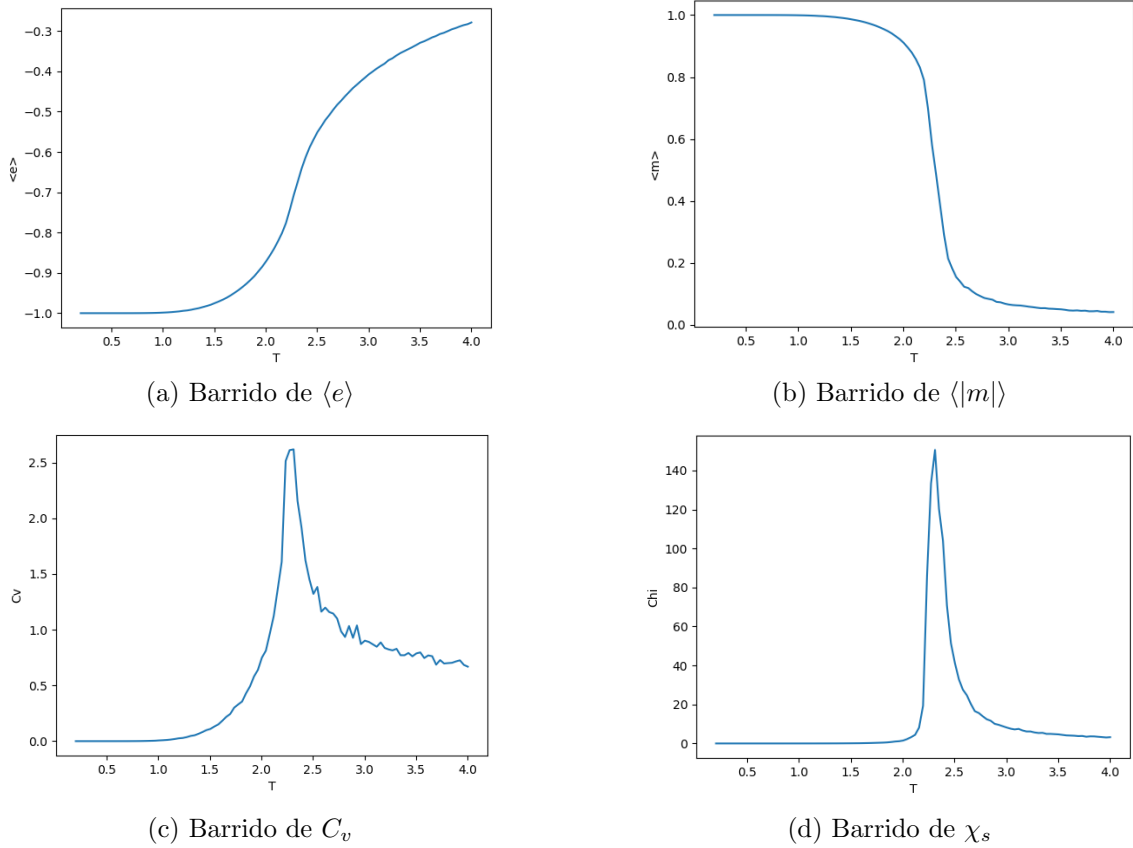 −0.3
−0.4
−0.5
−0.6
−0.7
−0.8
−0.9
−1.0
<e>
0.5 1.0 1.5 2.0 2.5 3.0 3.5 4.0
T
(a) Barrido de ⟨e⟩
1.0
0.8
0.6
0.4
0.2
0.0
<m>
0.5 1.0 1.5 2.0 2.5 3.0 3.5 4.0
T
(b) Barrido de ⟨|m|⟩
2.5
2.0
1.5
1.0
0.5
0.0
Cv
0.5 1.0 1.5 2.0 2.5 3.0 3.5 4.0
T
(c) Barrido de C_v
140
120
100
80
60
40
20
0
Chi
0.5 1.0 1.5 2.0 2.5 3.0 3.5 4.0
T
(d) Barrido de χ_s